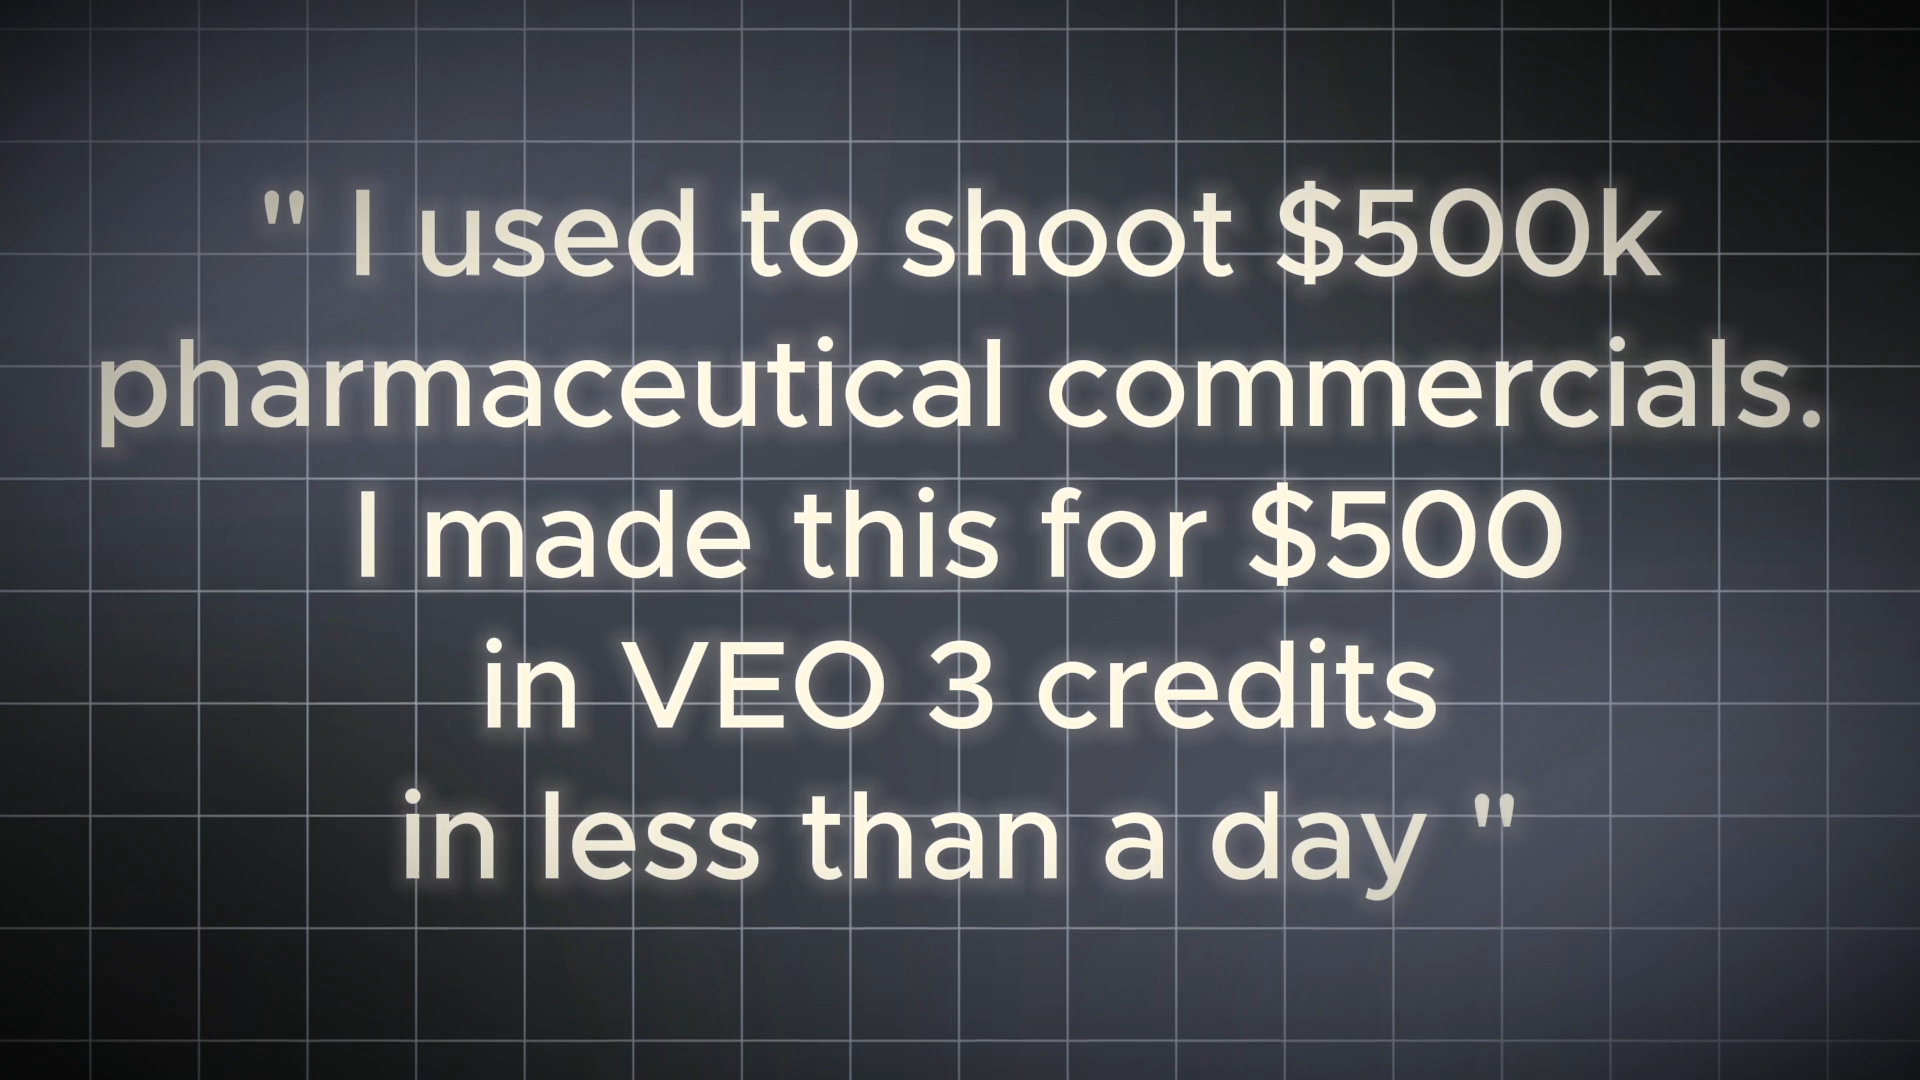 " I used to shoot $500k
pharmaceutical commercials.
I made this for $500
in VEO 3 credits
in less than a day "